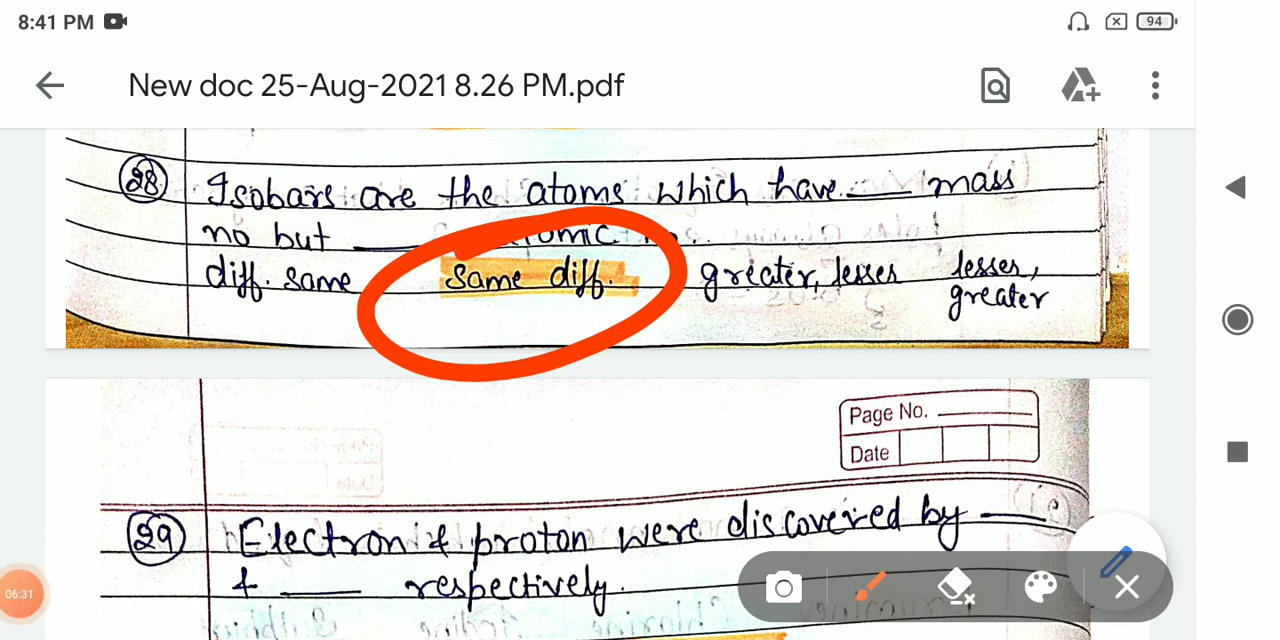 8:41 PM
94
New doc 25-Aug-2021 8.26 PM.pdf
28 Isobars are the atoms which have ___ mass
no but ___ atomic no.
diff. same    same diff.    greater, lesser    lesser,
greater
Page No.
Date
29 Electron & proton were discovered by ___
& ___ respectively.
06:31